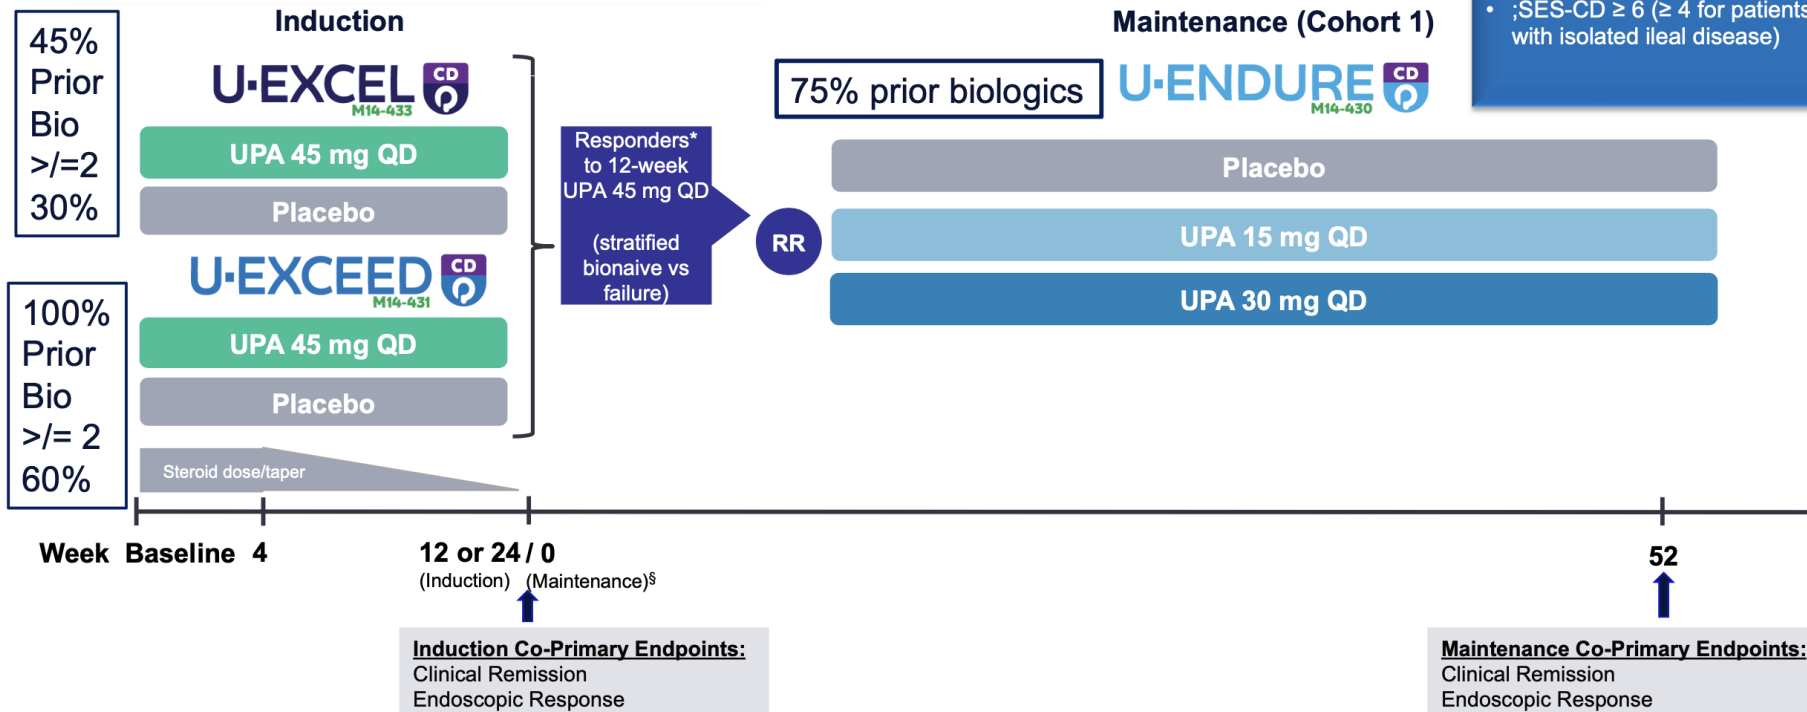 Induction
Maintenance (Cohort 1)
• ;SES-CD ≥ 6 (≥ 4 for patients
with isolated ileal disease)
45%
Prior
Bio
>/=2
30%
U·EXCEL CD
M14-433
UPA 45 mg QD
Placebo
U·EXCEED CD
M14-431
100%
Prior
Bio
>/= 2
60%
UPA 45 mg QD
Placebo
Steroid dose/taper
Responders*
to 12-week
UPA 45 mg QD
(stratified
bionaive vs
failure)
RR
75% prior biologics
U·ENDURE CD
M14-430
Placebo
UPA 15 mg QD
UPA 30 mg QD
Week Baseline 4 12 or 24 / 0 52
(Induction) (Maintenance)§
Induction Co-Primary Endpoints:
Clinical Remission
Endoscopic Response
Maintenance Co-Primary Endpoints:
Clinical Remission
Endoscopic Response